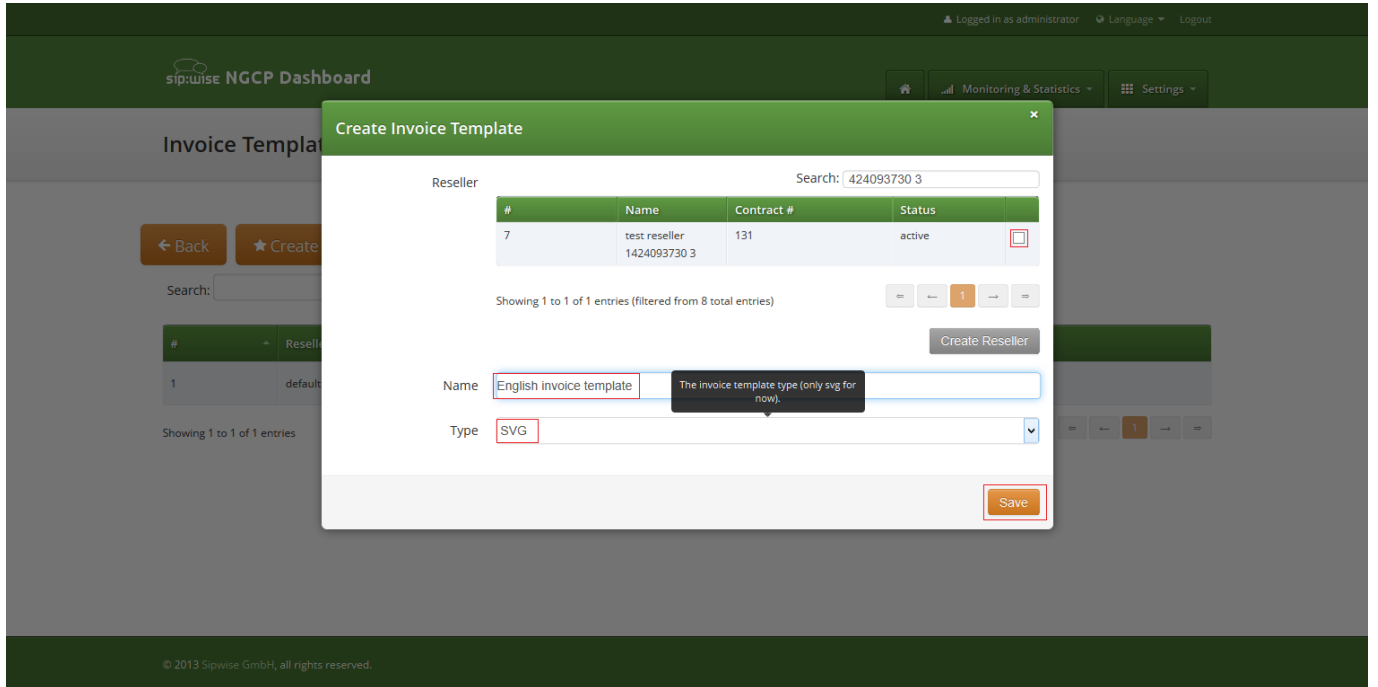 Logged in as administrator Language Logout
sip:wise NGCP Dashboard
Monitoring & Statistics Settings
Create Invoice Template ×
Invoice Templat
Reseller Search: 424093730 3
# Name Contract # Status
7 test reseller 131 active
1424093730 3
Back Create
Search:
Showing 1 to 1 of 1 entries (filtered from 8 total entries) ⇐ ← 1 → ⇒
Create Reseller
# Reselle
1 default
Name English invoice template
The invoice template type (only svg for
now).
Type SVG
Showing 1 to 1 of 1 entries ⇐ ← 1 → ⇒
Save
© 2013 Sipwise GmbH, all rights reserved.